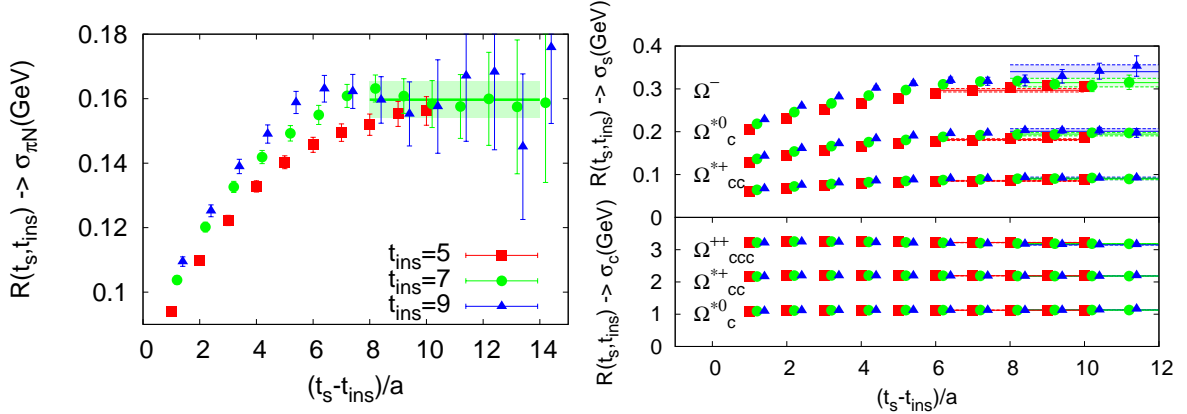 R(t_s,t_ins) -> σ_πN(GeV)
0.18
0.16
0.14
0.12
0.1
t_ins=5
t_ins=7
t_ins=9
0 2 4 6 8 10 12 14
(t_s-t_ins)/a
R(t_s,t_ins) -> σ_s(GeV)
0.4
0.3
0.2
0.1
0
Ω^-
Ω^*0_c
Ω^*+_cc
R(t_s,t_ins) -> σ_c(GeV)
3
2
1
0
Ω^++_ccc
Ω^*+_cc
Ω^*0_c
0 2 4 6 8 10 12
(t_s-t_ins)/a